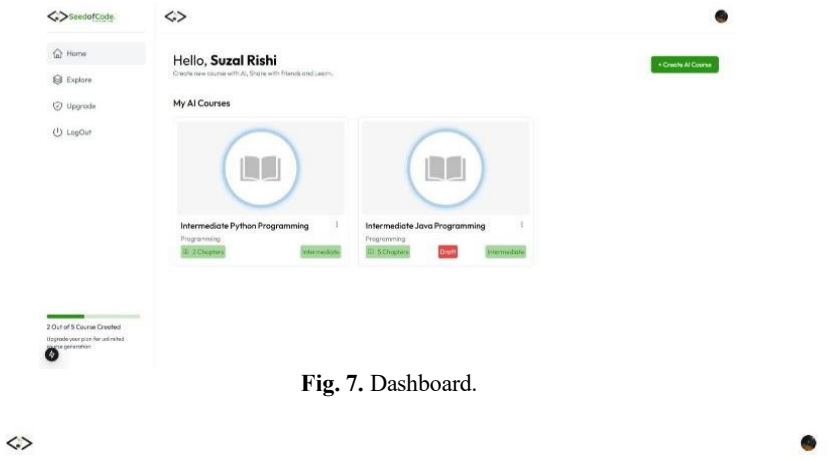 SeedofCode.
Home
Explore
Upgrade
LogOut
2 Out of 5 Course Created
Upgrade your plan for unlimited
course generation
Hello, Suzal Rishi
Create new course with AI, Share with friends and Learn.
+ Create AI Course
My AI Courses
Intermediate Python Programming
Programming
2 Chapters
Intermediate
Intermediate Java Programming
Programming
5 Chapters
Draft
Intermediate
Fig. 7. Dashboard.